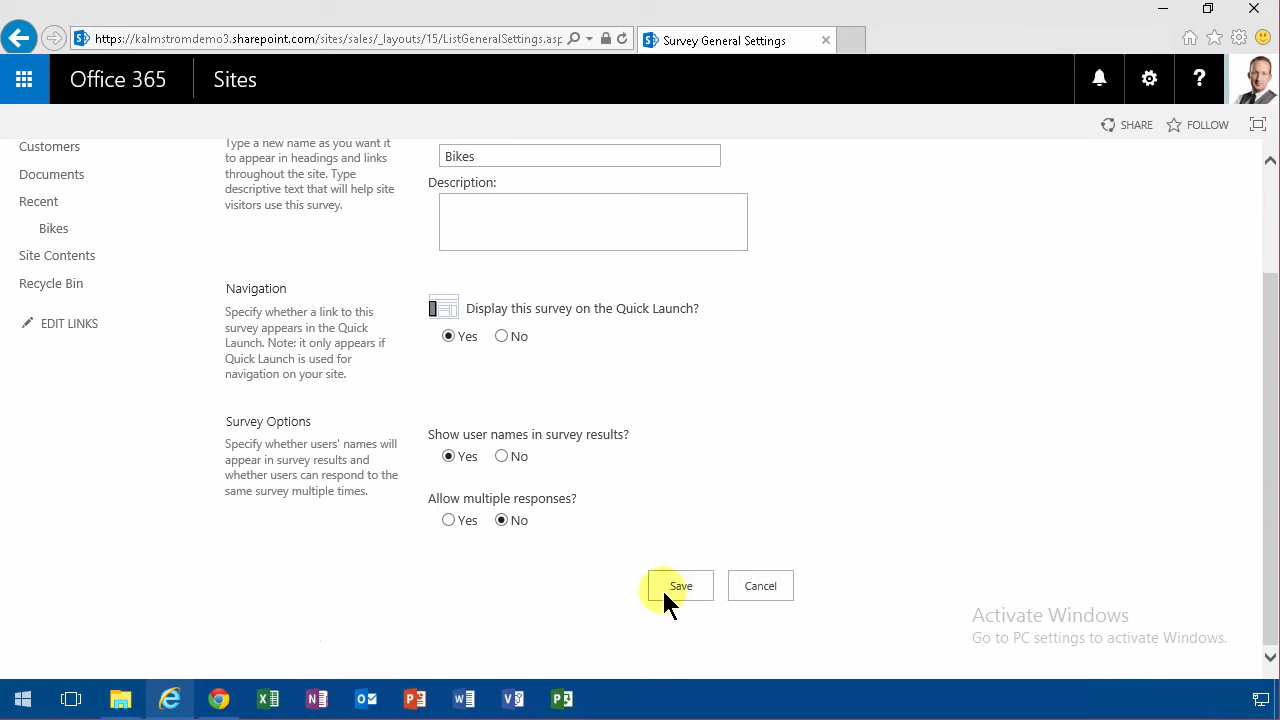 https://kalmstromdemo3.sharepoint.com/sites/sales/_layouts/15/ListGeneralSettings.asp
Survey General Settings
Office 365
Sites
SHARE
FOLLOW
Customers
Documents
Recent
Bikes
Site Contents
Recycle Bin
EDIT LINKS
Type a new name as you want it
to appear in headings and links
throughout the site. Type
descriptive text that will help site
visitors use this survey.
Bikes
Description:
Navigation
Specify whether a link to this
survey appears in the Quick
Launch. Note: it only appears if
Quick Launch is used for
navigation on your site.
Display this survey on the Quick Launch?
Yes No
Survey Options
Specify whether users' names will
appear in survey results and
whether users can respond to the
same survey multiple times.
Show user names in survey results?
Yes No
Allow multiple responses?
Yes No
Save
Cancel
Activate Windows
Go to PC settings to activate Windows.